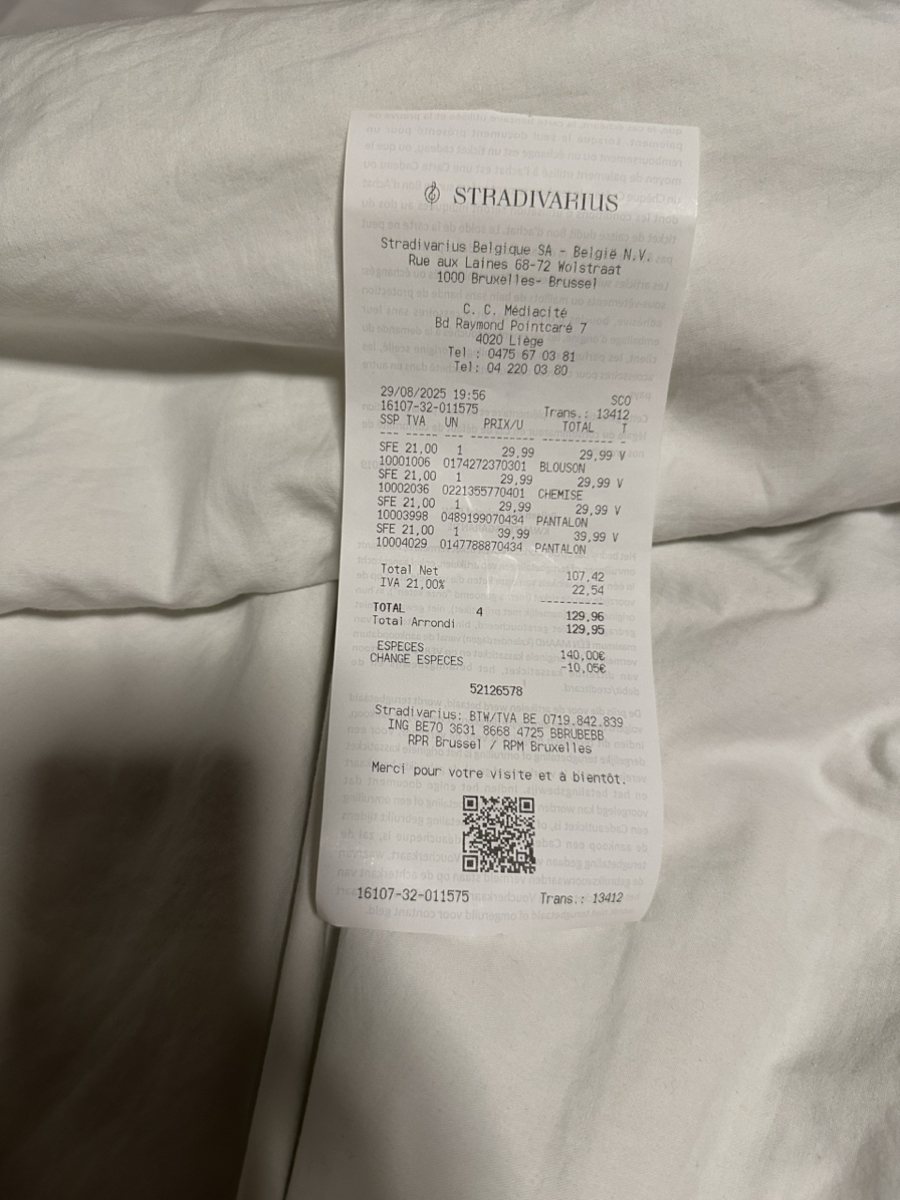 STRADIVARIUS
Stradivarius Belgique SA - België N.V.
Rue aux Laines 68-72 Wolstraat
1000 Bruxelles- Brussel
C. C. Médiacité
Bd Raymond Pointcaré 7
4020 Liège
Tel : 0475 67 03 81
Tel: 04 220 03 80
29/08/2025 19:56 SCO
16107-32-011575 Trans.: 13412
SSP TVA UN PRIX/U TOTAL T
SFE 21,00 1 29,99 29,99 V
10001006 0174272370301 BLOUSON
SFE 21,00 1 29,99 29,99 V
10002036 0221355770401 CHEMISE
SFE 21,00 1 29,99 29,99 V
10003998 0489199070434 PANTALON
SFE 21,00 1 39,99 39,99 V
10004029 0147788870434 PANTALON
Total Net 107,42
IVA 21,00% 22,54
TOTAL 4 129,96
Total Arrondi 129,95
ESPECES 140,00€
CHANGE ESPECES -10,05€
52126578
Stradivarius: BTW/TVA BE 0719.842.839
ING BE70 3631 8668 4725 BBRUBEBB
RPR Brussel / RPM Bruxelles
Merci pour votre visite et à bientôt.
16107-32-011575 Trans.: 13412